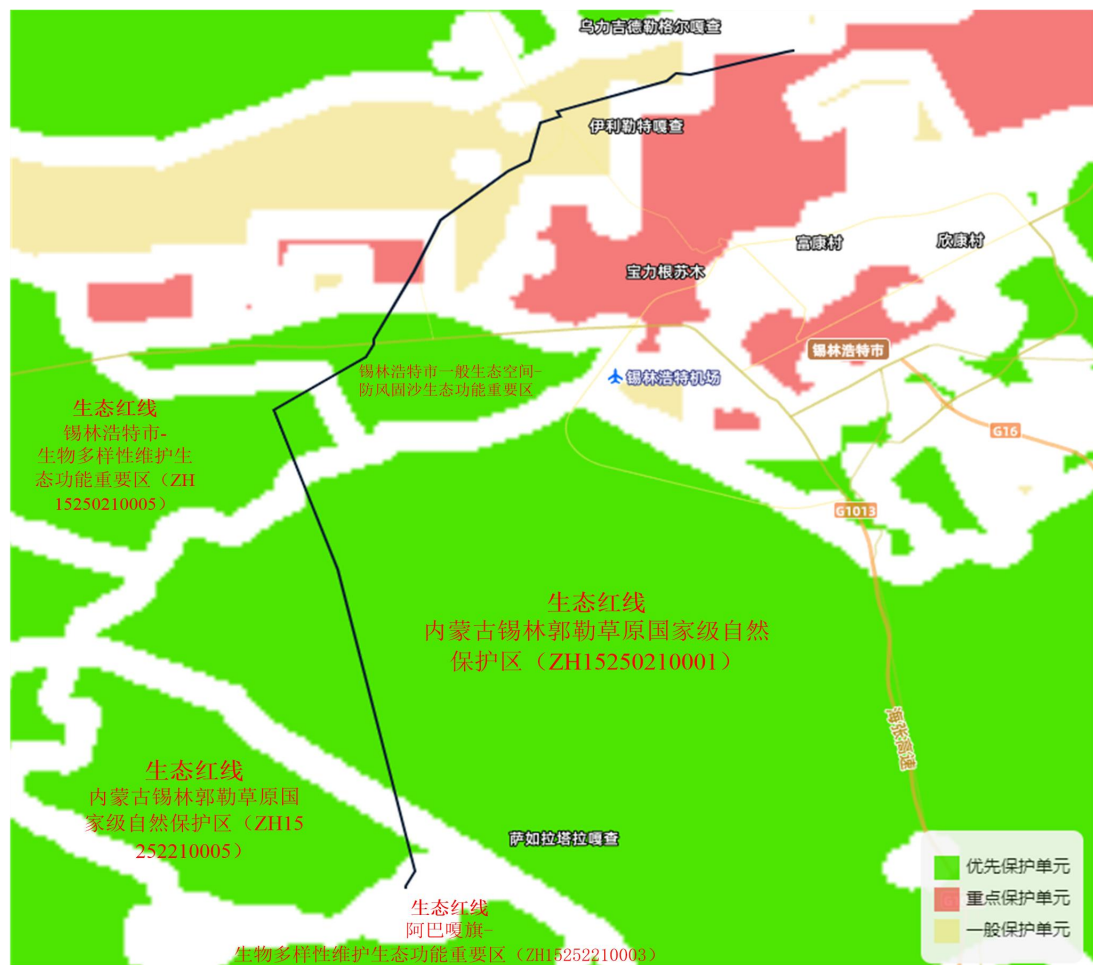 乌力吉德勒格尔嘎查
伊利勒特嘎查
富康村
欣康村
宝力根苏木
锡林浩特市
锡林浩特市一般生态空间-
防风固沙生态功能重要区
锡林浩特机场
生态红线
锡林浩特市-
生物多样性维护生
态功能重要区（ZH
15250210005）
G16
G1013
生态红线
内蒙古锡林郭勒草原国家级自然
保护区（ZH15250210001）
海张高速
生态红线
内蒙古锡林郭勒草原国
家级自然保护区（ZH15
252210005）
萨如拉塔拉嘎查
优先保护单元
重点保护单元
一般保护单元
生态红线
阿巴嘎旗-
生物多样性维护生态功能重要区（ZH15252210003）